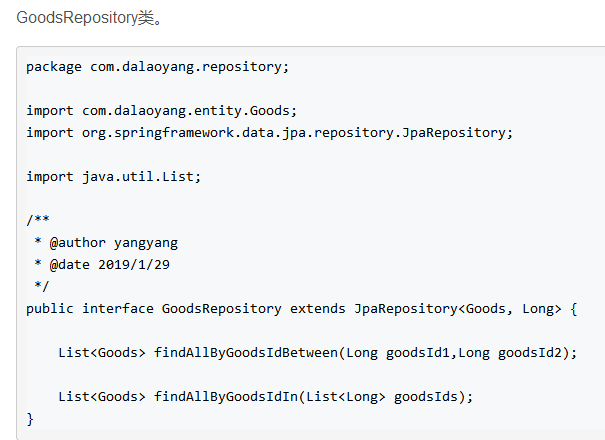 GoodsRepository类。
package com.dalaoyang.repository;
import com.dalaoyang.entity.Goods;
import org.springframework.data.jpa.repository.JpaRepository;
import java.util.List;
/**
 * @author yangyang
 * @date 2019/1/29
 */
public interface GoodsRepository extends JpaRepository<Goods, Long> {
    List<Goods> findAllByGoodsIdBetween(Long goodsId1,Long goodsId2);
    List<Goods> findAllByGoodsIdIn(List<Long> goodsIds);
}